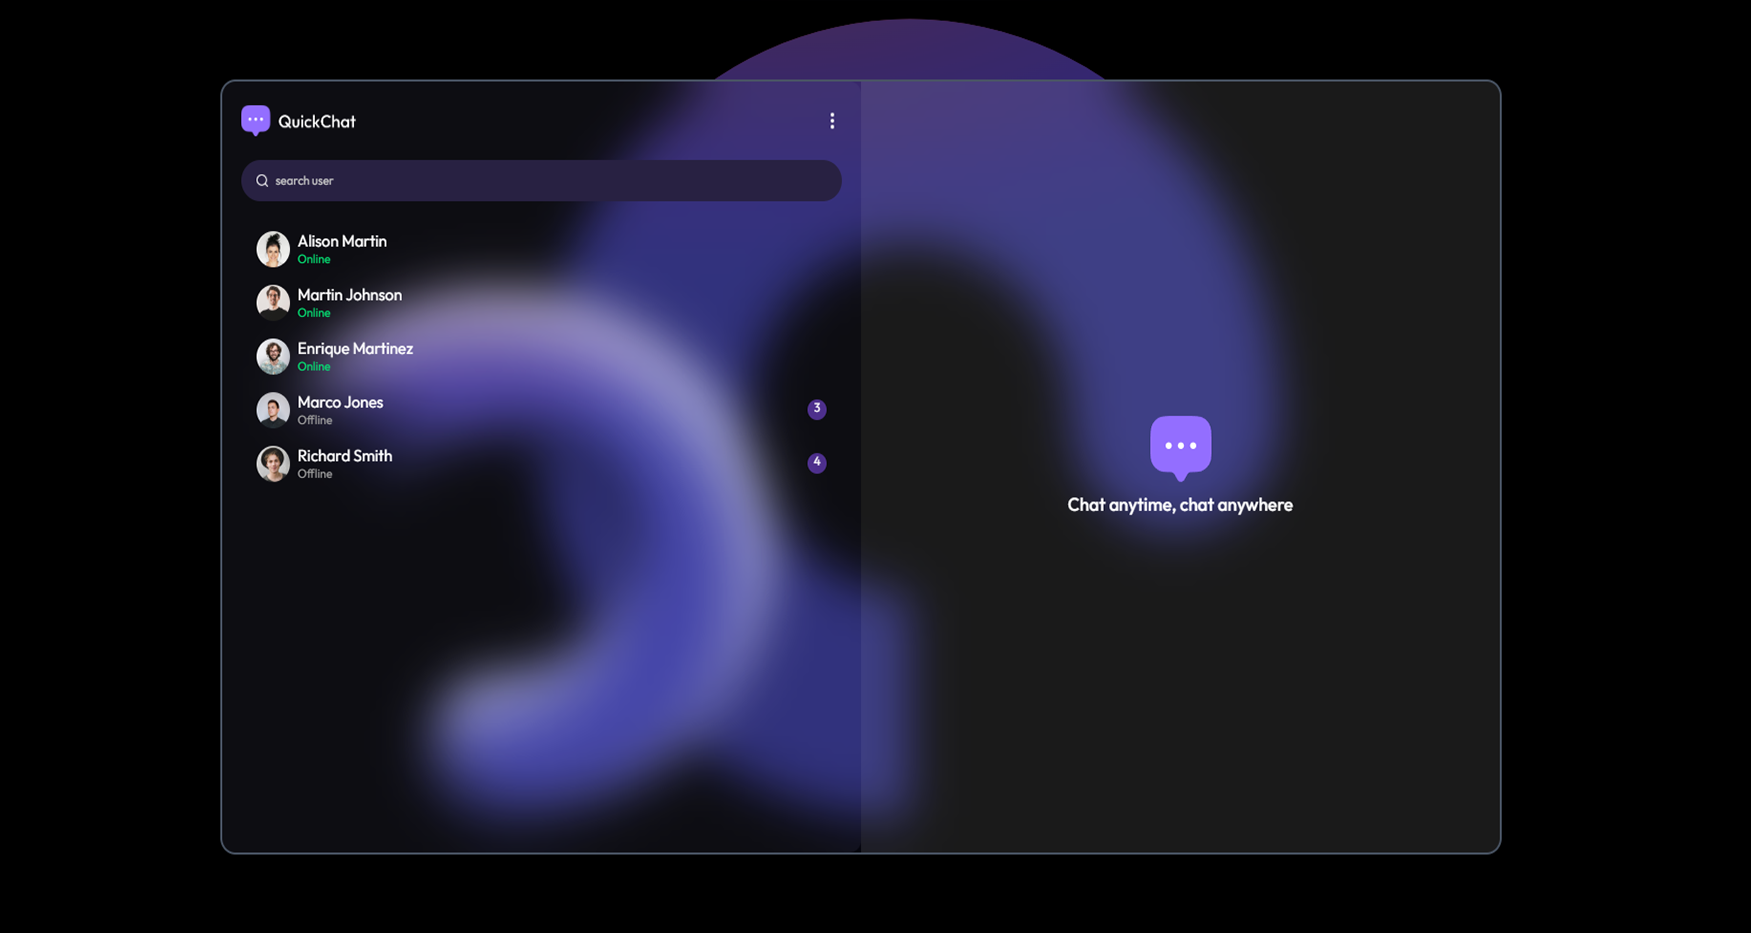 QuickChat
search user
Alison Martin
Online
Martin Johnson
Online
Enrique Martinez
Online
Marco Jones
Offline
3
Richard Smith
Offline
4
Chat anytime, chat anywhere